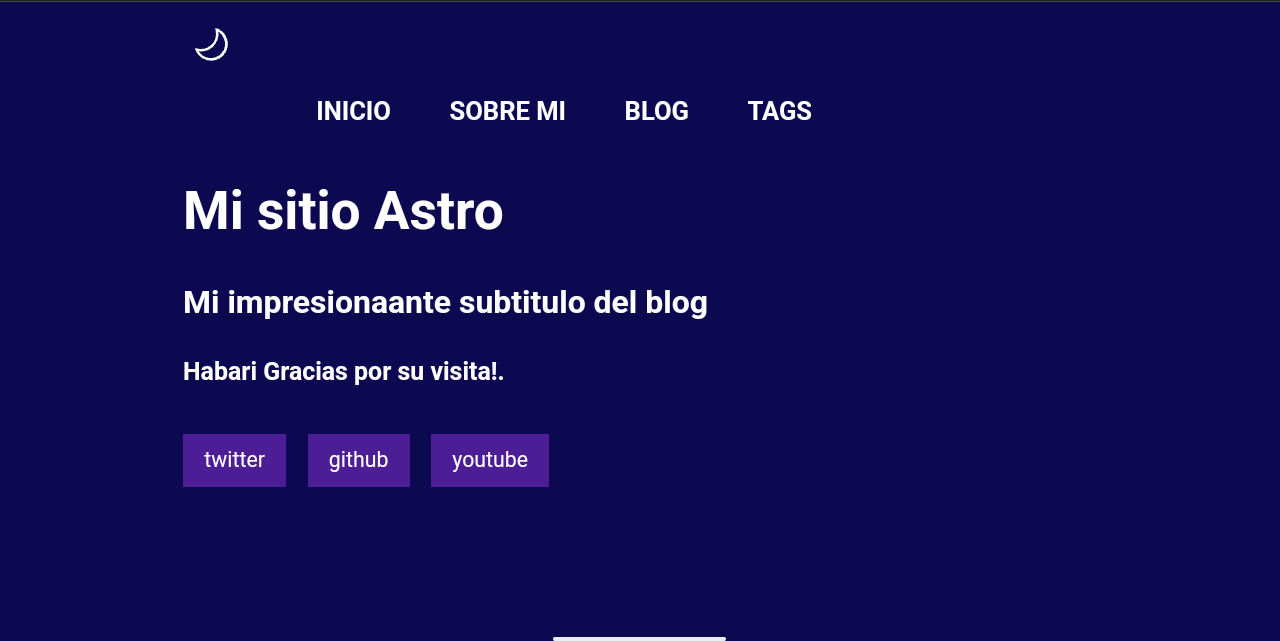 INICIO SOBRE MI BLOG TAGS
Mi sitio Astro
Mi impresionaante subtitulo del blog
Habari Gracias por su visita!.
twitter github youtube